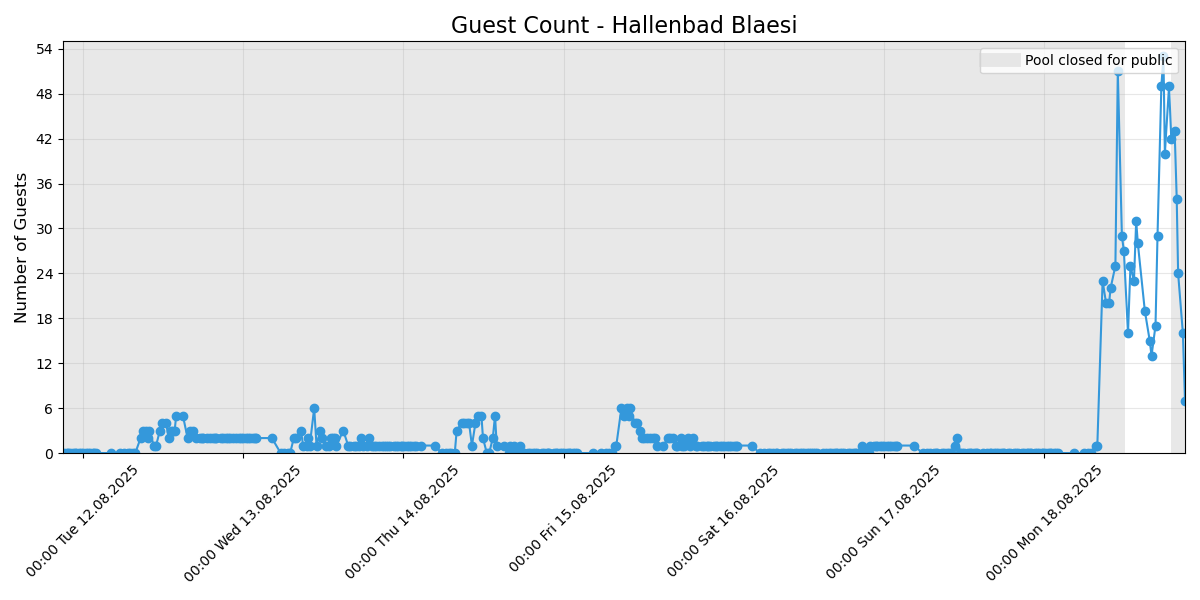 Guest Count - Hallenbad Blaesi
Pool closed for public
Number of Guests
54
48
42
36
30
24
18
12
6
0
00:00 Tue 12.08.2025
00:00 Wed 13.08.2025
00:00 Thu 14.08.2025
00:00 Fri 15.08.2025
00:00 Sat 16.08.2025
00:00 Sun 17.08.2025
00:00 Mon 18.08.2025